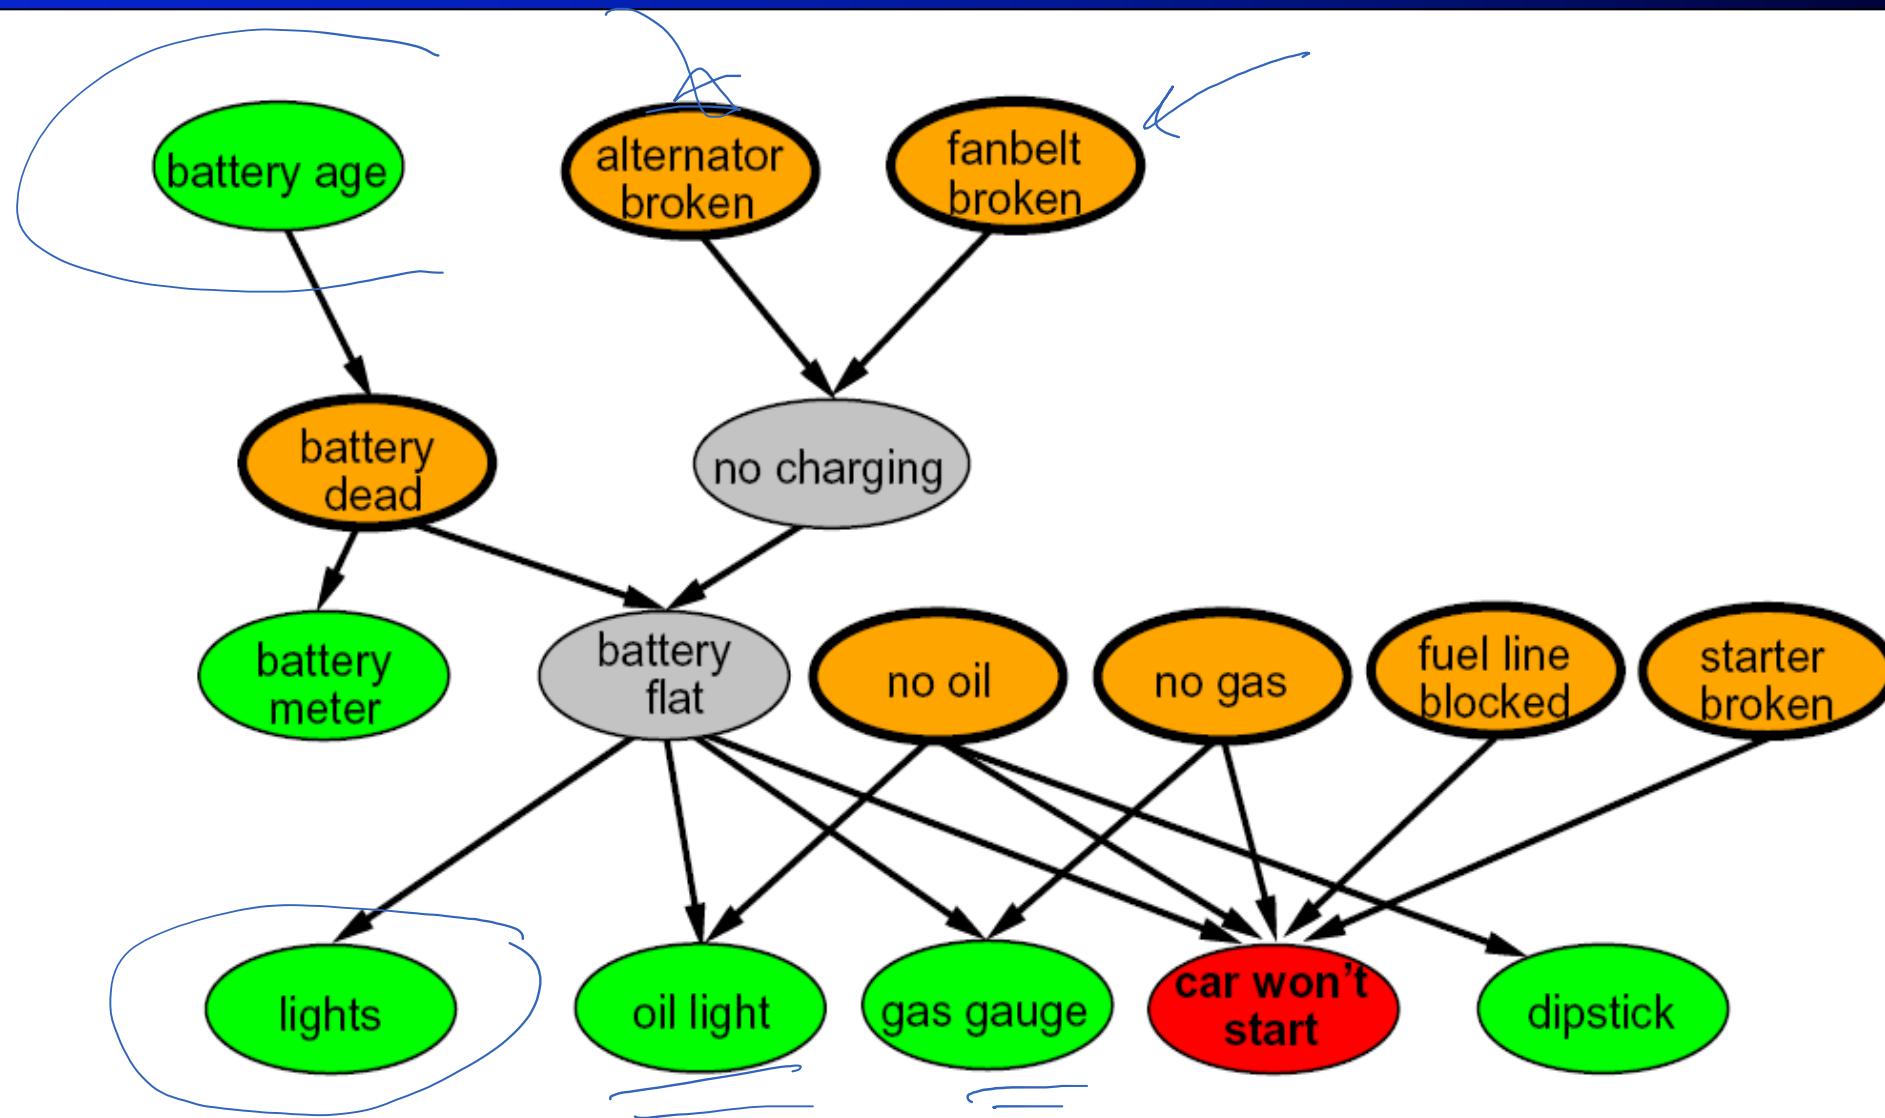 battery age
alternator
broken
fanbelt
broken
battery
dead
no charging
battery
meter
battery
flat
no oil
no gas
fuel line
blocked
starter
broken
lights
oil light
gas gauge
car won't
start
dipstick